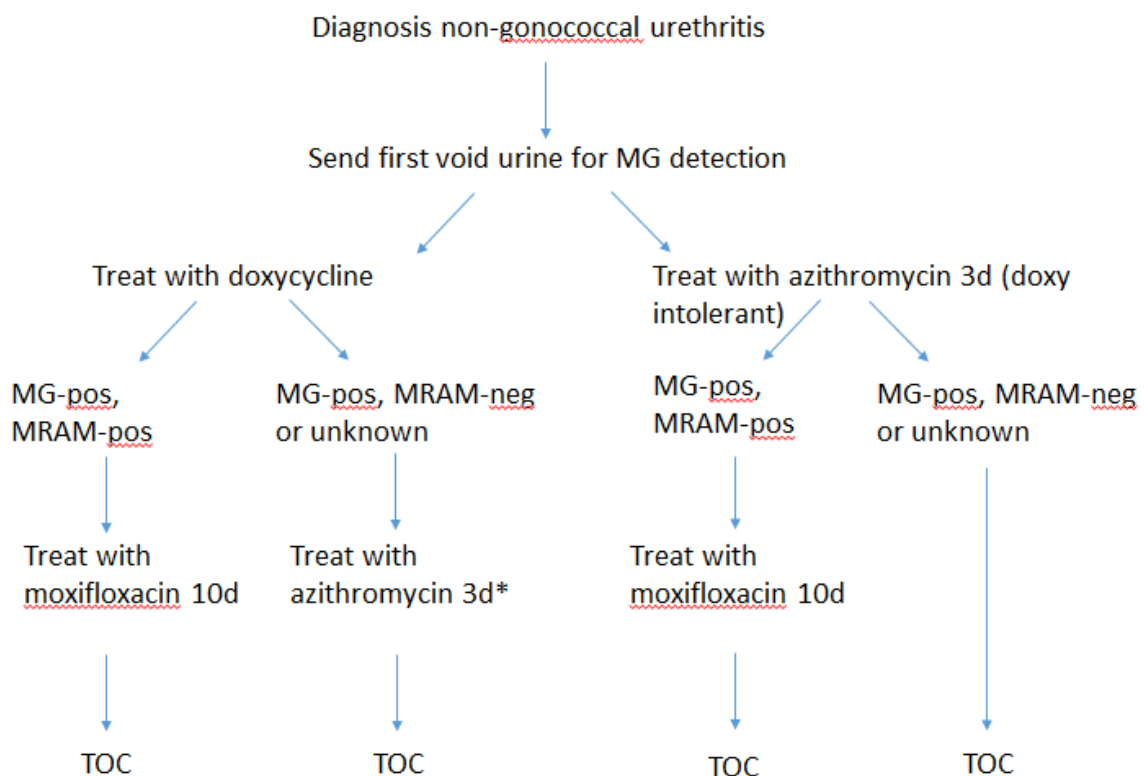 Diagnosis non-gonococcal urethritis
Send first void urine for MG detection
Treat with doxycycline
Treat with azithromycin 3d (doxy
intolerant)
MG-pos,
MRAM-pos
MG-pos, MRAM-neg
or unknown
MG-pos,
MRAM-pos
MG-pos, MRAM-neg
or unknown
Treat with
moxifloxacin 10d
Treat with
azithromycin 3d*
Treat with
moxifloxacin 10d
TOC
TOC
TOC
TOC